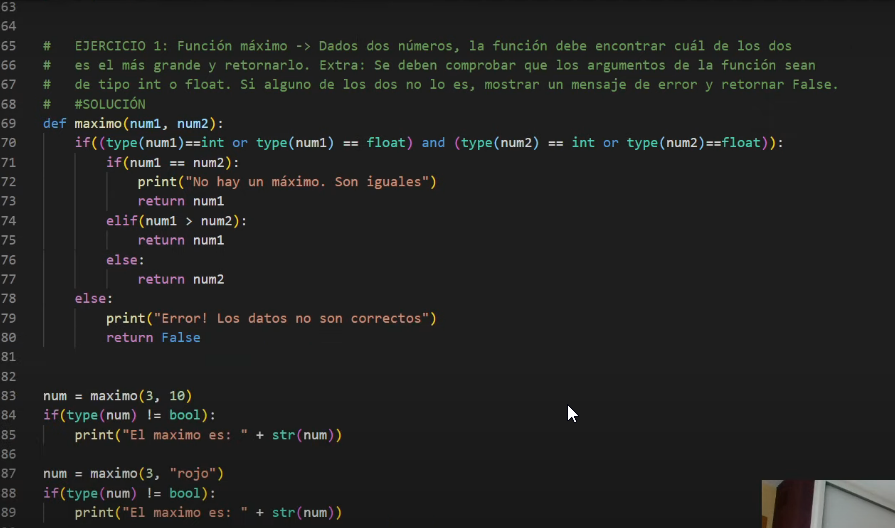 63
64
65 # EJERCICIO 1: Función máximo -> Dados dos números, la función debe encontrar cuál de los dos
66 # es el más grande y retornarlo. Extra: Se deben comprobar que los argumentos de la función sean
67 # de tipo int o float. Si alguno de los dos no lo es, mostrar un mensaje de error y retornar False.
68 # #SOLUCIÓN
69 def maximo(num1, num2):
70     if((type(num1)==int or type(num1) == float) and (type(num2) == int or type(num2)==float)):
71         if(num1 == num2):
72             print("No hay un máximo. Son iguales")
73             return num1
74         elif(num1 > num2):
75             return num1
76         else:
77             return num2
78     else:
79         print("Error! Los datos no son correctos")
80         return False
81
82
83 num = maximo(3, 10)
84 if(type(num) != bool):
85     print("El maximo es: " + str(num))
86
87 num = maximo(3, "rojo")
88 if(type(num) != bool):
89     print("El maximo es: " + str(num))